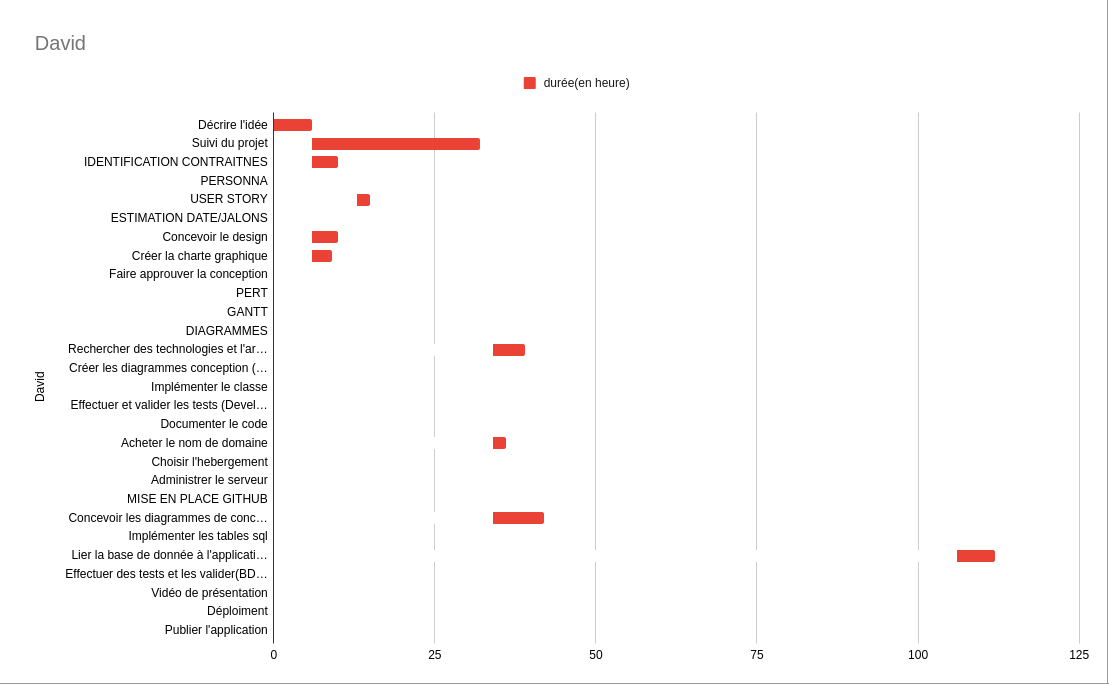 David
durée(en heure)
Décrire l'idée
Suivi du projet
IDENTIFICATION CONTRAITNES
PERSONNA
USER STORY
ESTIMATION DATE/JALONS
Concevoir le design
Créer la charte graphique
Faire approuver la conception
PERT
GANTT
DIAGRAMMES
Rechercher des technologies et l'ar…
Créer les diagrammes conception (…
Implémenter le classe
Effectuer et valider les tests (Devel…
Documenter le code
Acheter le nom de domaine
Choisir l'hebergement
Administrer le serveur
MISE EN PLACE GITHUB
Concevoir les diagrammes de conc…
Implémenter les tables sql
Lier la base de donnée à l'applicati…
Effectuer des tests et les valider(BD…
Vidéo de présentation
Déploiment
Publier l'application
David
0 25 50 75 100 125